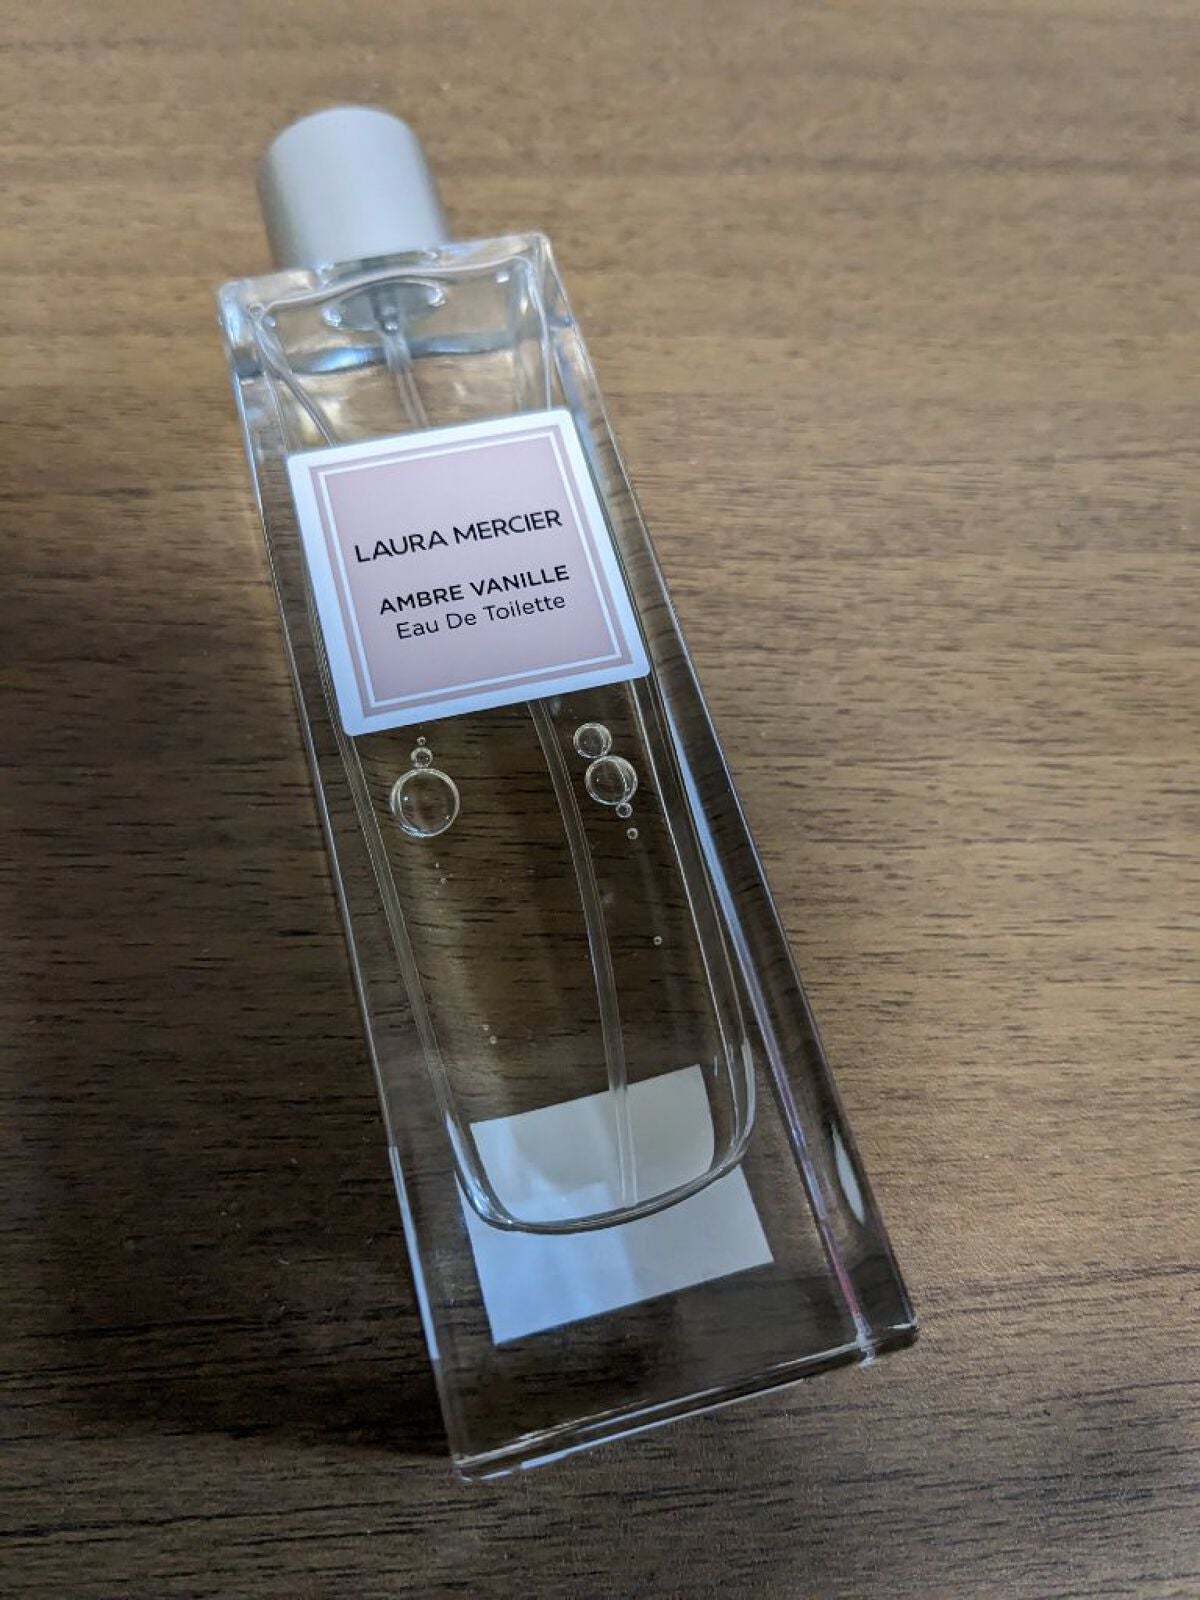 LAURA MERCIER
AMBRE VANILLE
Eau De Toilette